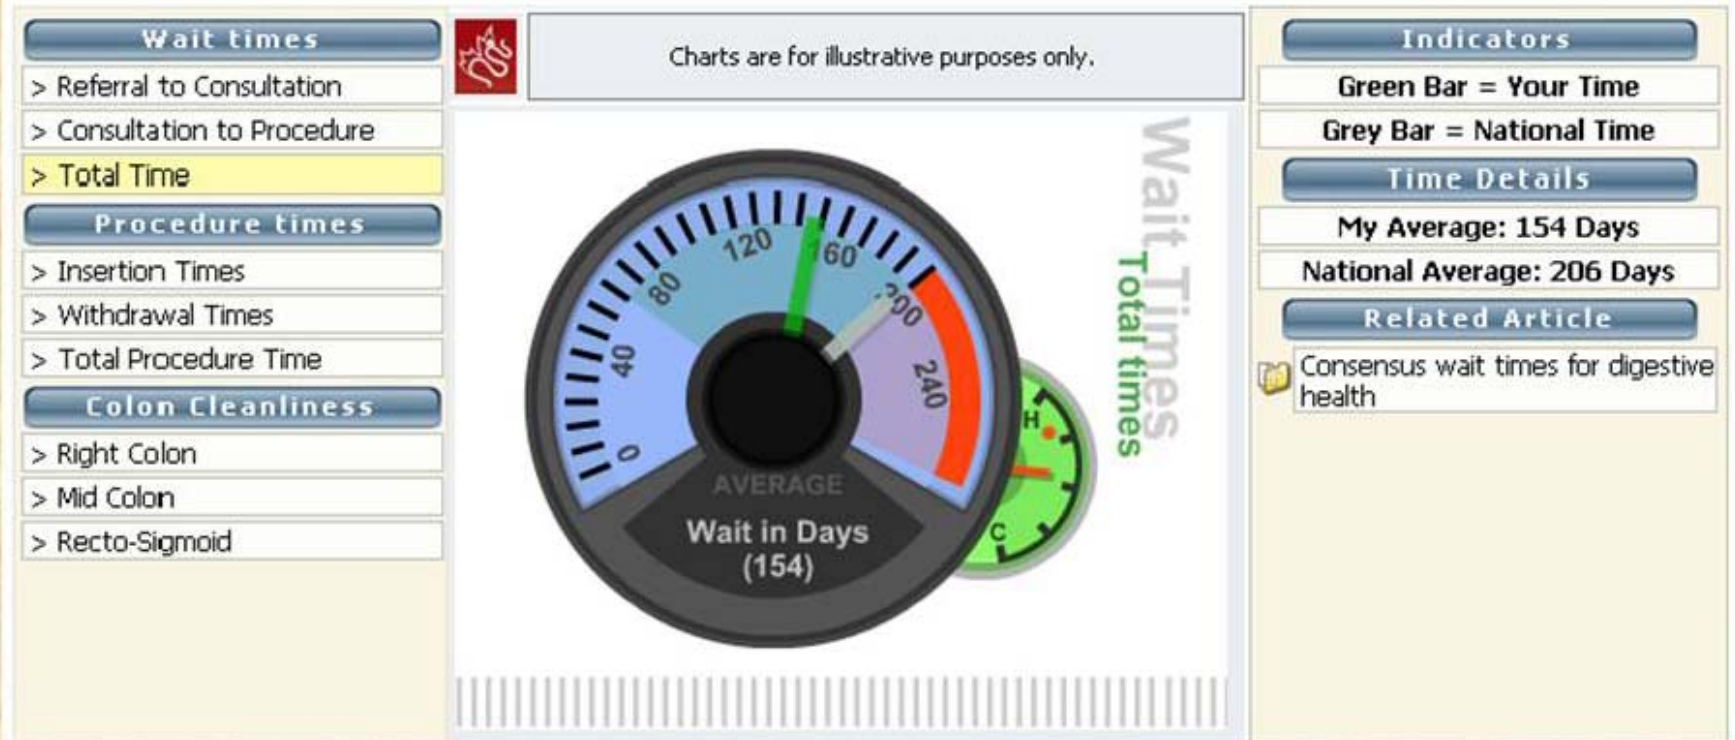 Wait times
> Referral to Consultation
> Consultation to Procedure
> Total Time
Procedure times
> Insertion Times
> Withdrawal Times
> Total Procedure Time
Colon Cleanliness
> Right Colon
> Mid Colon
> Recto-Sigmoid
Charts are for illustrative purposes only.
0
40
80
120
160
200
240
AVERAGE
Wait in Days
(154)
H
C
Wait Times
Total times
Indicators
Green Bar = Your Time
Grey Bar = National Time
Time Details
My Average: 154 Days
National Average: 206 Days
Related Article
Consensus wait times for digestive
health